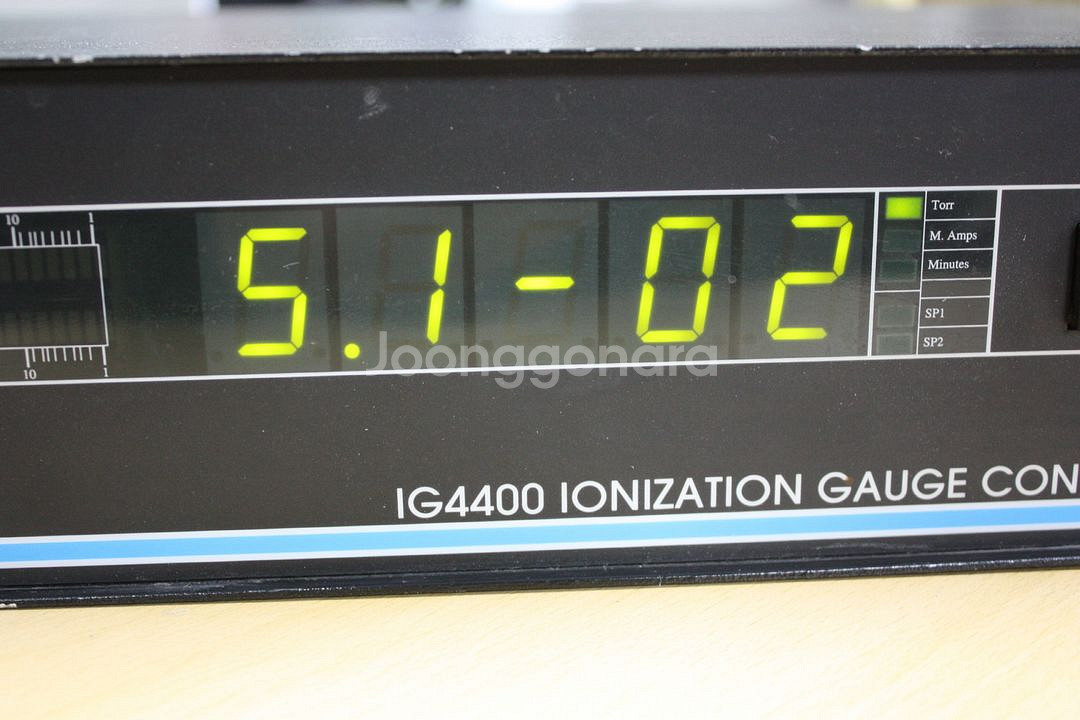 10 1
5.1-02
Torr
M. Amps
Minutes
SP1
SP2
10 1
Joonggonara
IG4400 IONIZATION GAUGE CON